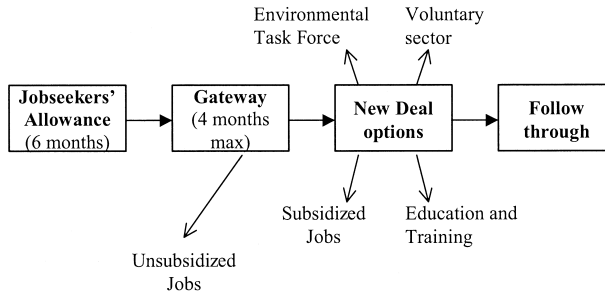 Environmental
Task Force
Voluntary
sector
Jobseekers’
Allowance
(6 months)
Gateway
(4 months
max)
New Deal
options
Follow
through
Subsidized
Jobs
Education and
Training
Unsubsidized
Jobs